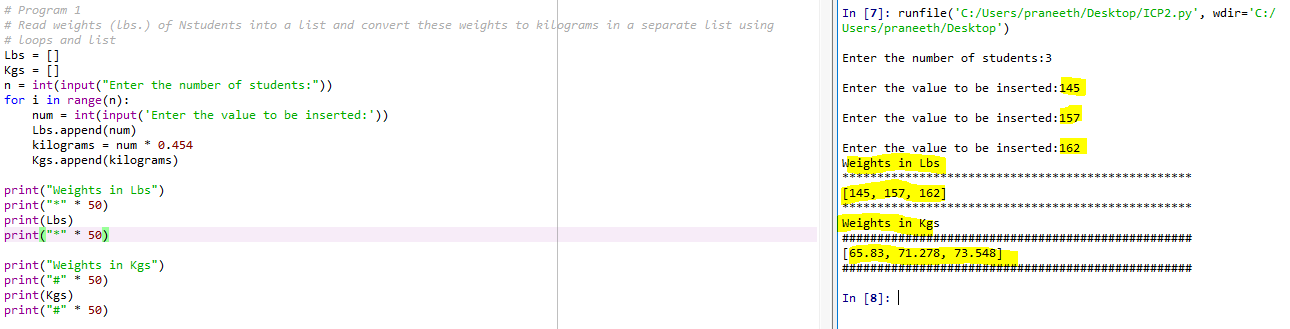 # Program 1
# Read weights (lbs.) of Nstudents into a list and convert these weights to kilograms in a separate list using
# loops and list
Lbs = []
Kgs = []
n = int(input("Enter the number of students:"))
for i in range(n):
    num = int(input('Enter the value to be inserted:'))
    Lbs.append(num)
    kilograms = num * 0.454
    Kgs.append(kilograms)
print("Weights in Lbs")
print("*" * 50)
print(Lbs)
print("*" * 50)
print("Weights in Kgs")
print("#" * 50)
print(Kgs)
print("#" * 50)
In [7]: runfile('C:/Users/praneeth/Desktop/ICP2.py', wdir='C:/
Users/praneeth/Desktop')
Enter the number of students:3
Enter the value to be inserted:145
Enter the value to be inserted:157
Enter the value to be inserted:162
Weights in Lbs
**************************************************
[145, 157, 162]
**************************************************
Weights in Kgs
##################################################
[65.83, 71.278, 73.548]
##################################################
In [8]: